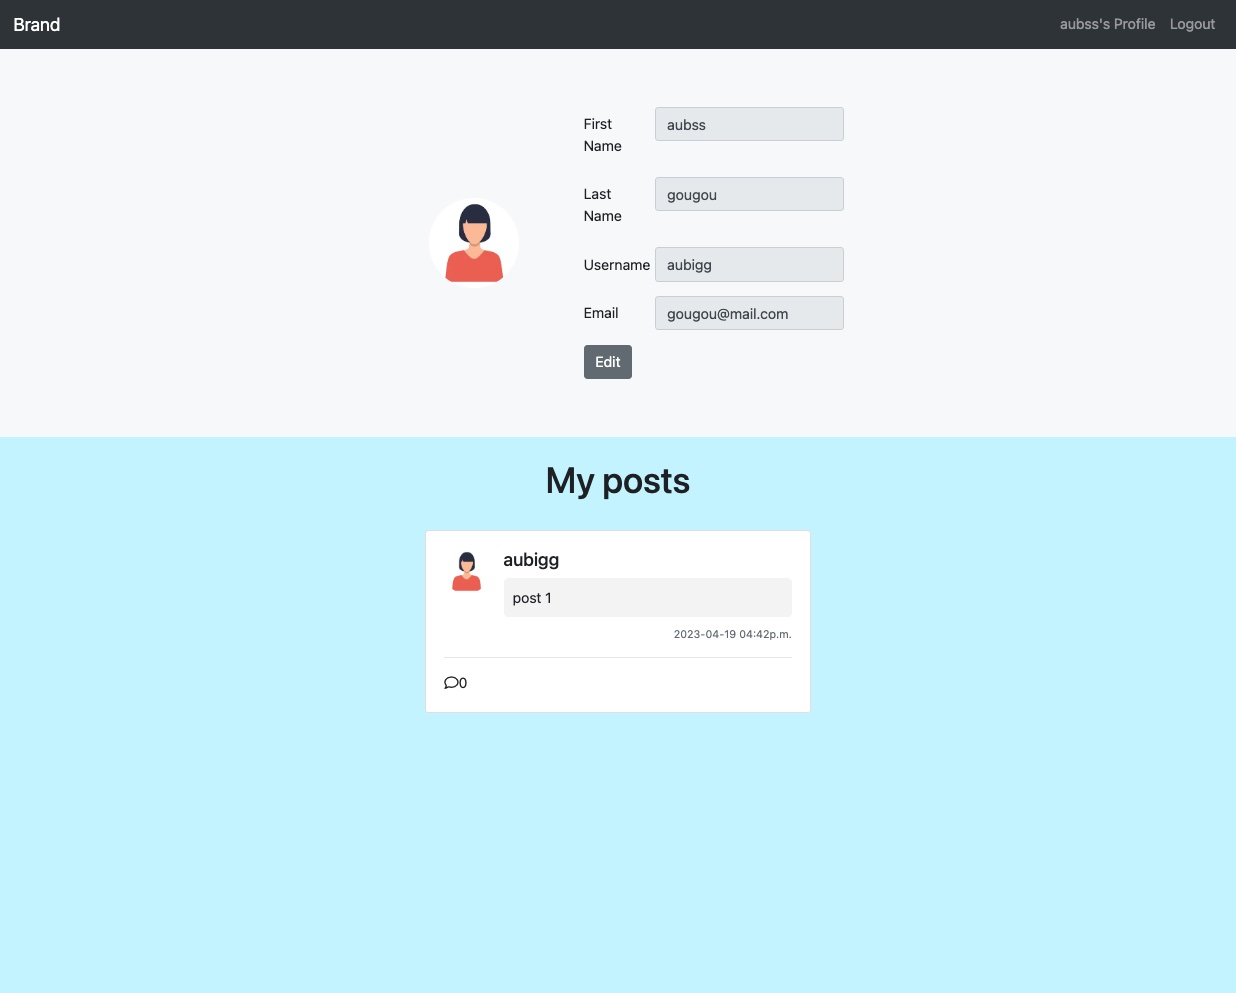 Brand
aubss's Profile
Logout
First
Name
aubss
Last
Name
gougou
Username
aubigg
Email
gougou@mail.com
Edit
My posts
aubigg
post 1
2023-04-19 04:42p.m.
0